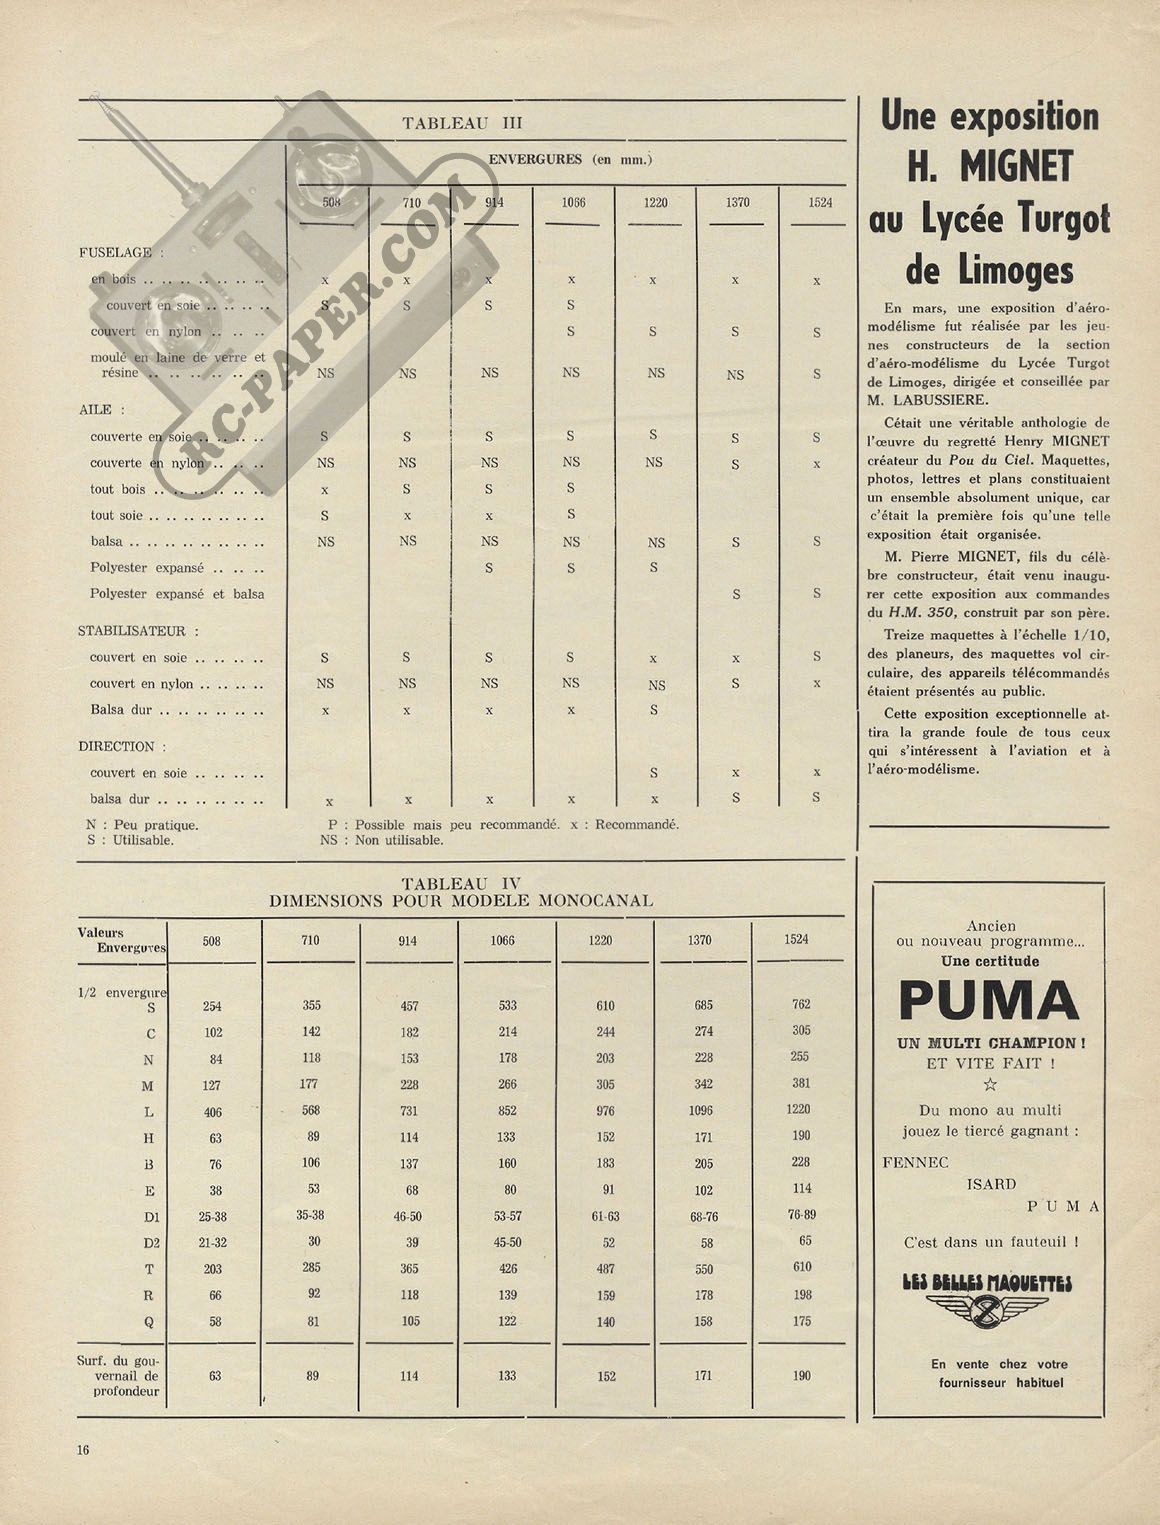 TABLEAU III
ENVERGURES (en mm.)
508 710 914 1066 1220 1370 1524
FUSELAGE :
en bois .. .. .. .. .. .. .. x x x x x x x
couvert en soie .. .. .. .. S S S S
couvert en nylon .. .. .. S S S S
moulé en laine de verre et
résine .. .. .. .. .. .. .. NS NS NS NS NS NS S
AILE :
couverte en soie .. .. .. .. S S S S S S S
couverte en nylon .. .. .. NS NS NS NS NS S x
tout bois .. .. .. .. .. .. x S S S
tout soie .. .. .. .. .. .. .. S x x S
balsa .. .. .. .. .. .. .. .. NS NS NS NS NS S S
Polyester expansé .. .. .. S S S
Polyester expansé et balsa S S
STABILISATEUR :
couvert en soie .. .. .. .. S S S S x x S
couvert en nylon .. .. .. .. NS NS NS NS NS S x
Balsa dur .. .. .. .. .. .. x x x x S
DIRECTION :
couvert en soie .. .. .. .. S x x
balsa dur .. .. .. .. .. .. x x x x x S S
N : Peu pratique. P : Possible mais peu recommandé. x : Recommandé.
S : Utilisable. NS : Non utilisable.
RC-PAPER.COM
TABLEAU IV
DIMENSIONS POUR MODELE MONOCANAL
Valeurs
Envergures 508 710 914 1066 1220 1370 1524
1/2 envergure
S 254 355 457 533 610 685 762
C 102 142 182 214 244 274 305
N 84 118 153 178 203 228 255
M 127 177 228 266 305 342 381
L 406 568 731 852 976 1096 1220
H 63 89 114 133 152 171 190
B 76 106 137 160 183 205 228
E 38 53 68 80 91 102 114
D1 25-38 35-38 46-50 53-57 61-63 68-76 76-89
D2 21-32 30 39 45-50 52 58 65
T 203 285 365 426 487 550 610
R 66 92 118 139 159 178 198
Q 58 81 105 122 140 158 175
Surf. du gou-
vernail de
profondeur 63 89 114 133 152 171 190
16
Une exposition
H. MIGNET
au Lycée Turgot
de Limoges
En mars, une exposition d'aéro-
modélisme fut réalisée par les jeu-
nes constructeurs de la section
d'aéro-modélisme du Lycée Turgot
de Limoges, dirigée et conseillée par
M. LABUSSIERE.
Cétait une véritable anthologie de
l'œuvre du regretté Henry MIGNET
créateur du Pou du Ciel. Maquettes,
photos, lettres et plans constituaient
un ensemble absolument unique, car
c'était la première fois qu'une telle
exposition était organisée.
M. Pierre MIGNET, fils du célè-
bre constructeur, était venu inaugu-
rer cette exposition aux commandes
du H.M. 350, construit par son père.
Treize maquettes à l'échelle 1/10,
des planeurs, des maquettes vol cir-
culaire, des appareils télécommandés
étaient présentés au public.
Cette exposition exceptionnelle at-
tira la grande foule de tous ceux
qui s'intéressent à l'aviation et à
l'aéro-modélisme.
Ancien
ou nouveau programme...
Une certitude
PUMA
UN MULTI CHAMPION !
ET VITE FAIT !
Du mono au multi
jouez le tiercé gagnant :
FENNEC
ISARD
PUMA
C'est dans un fauteuil !
LES BELLES MAQUETTES
En vente chez votre
fournisseur habituel